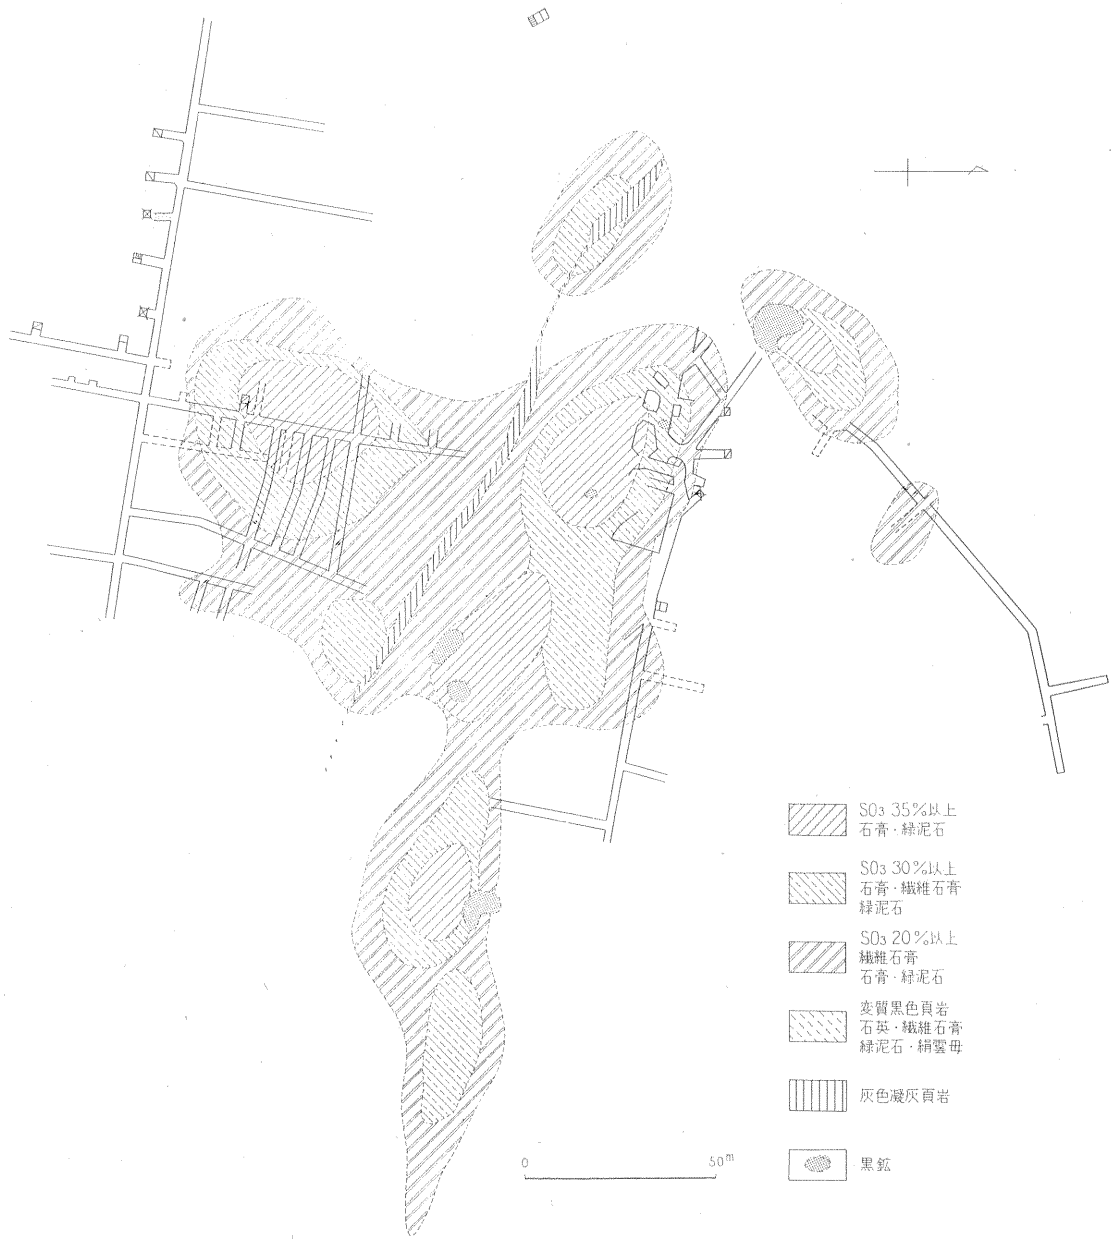 SO₃ 35%以上
石膏・緑泥石
SO₃ 30%以上
石膏・繊維石膏
緑泥石
SO₃ 20%以上
繊維石膏
石膏・緑泥石
変質黒色頁岩
石英・繊維石膏
緑泥石・絹雲母
灰色凝灰頁岩
黒鉱
0 50m